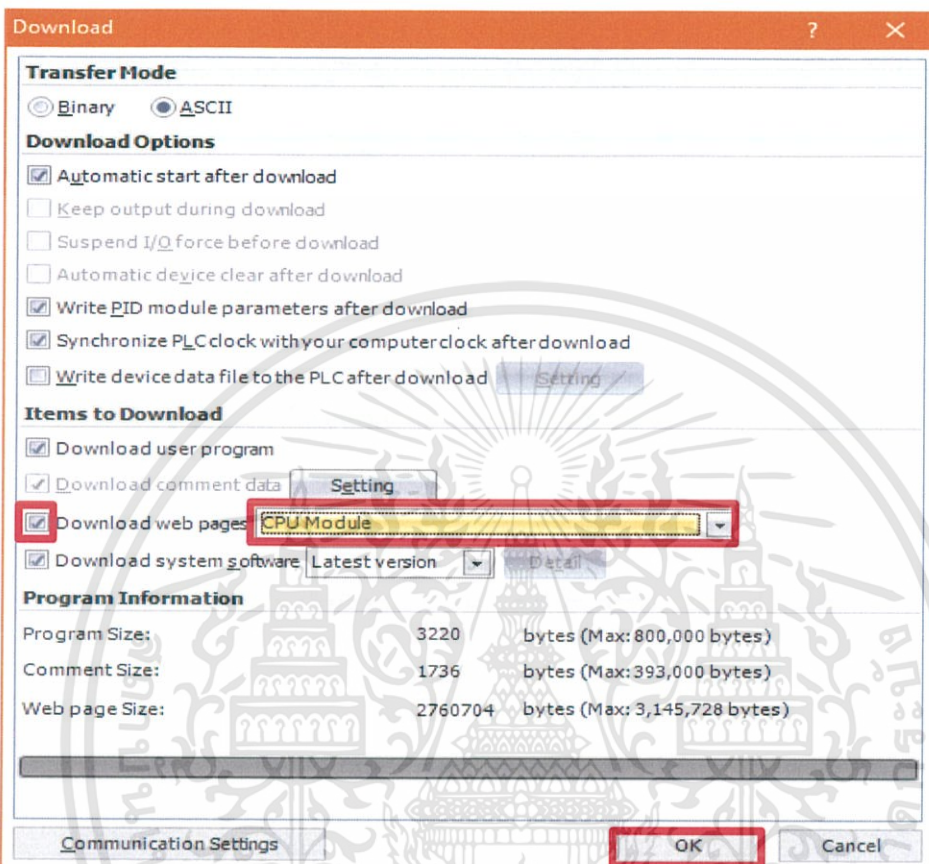 Download ? ×
Transfer Mode
Binary ASCII
Download Options
Automatic start after download
Keep output during download
Suspend I/O force before download
Automatic device clear after download
Write PID module parameters after download
Synchronize PLC clock with your computer clock after download
Write device data file to the PLC after download Setting
Items to Download
Download user program
Download comment data Setting
Download web pages CPU Module
Download system software Latest version Detail
Program Information
Program Size: 3220 bytes (Max:800,000 bytes)
Comment Size: 1736 bytes (Max:393,000 bytes)
Web page Size: 2760704 bytes (Max: 3,145,728 bytes)
Communication Settings OK Cancel